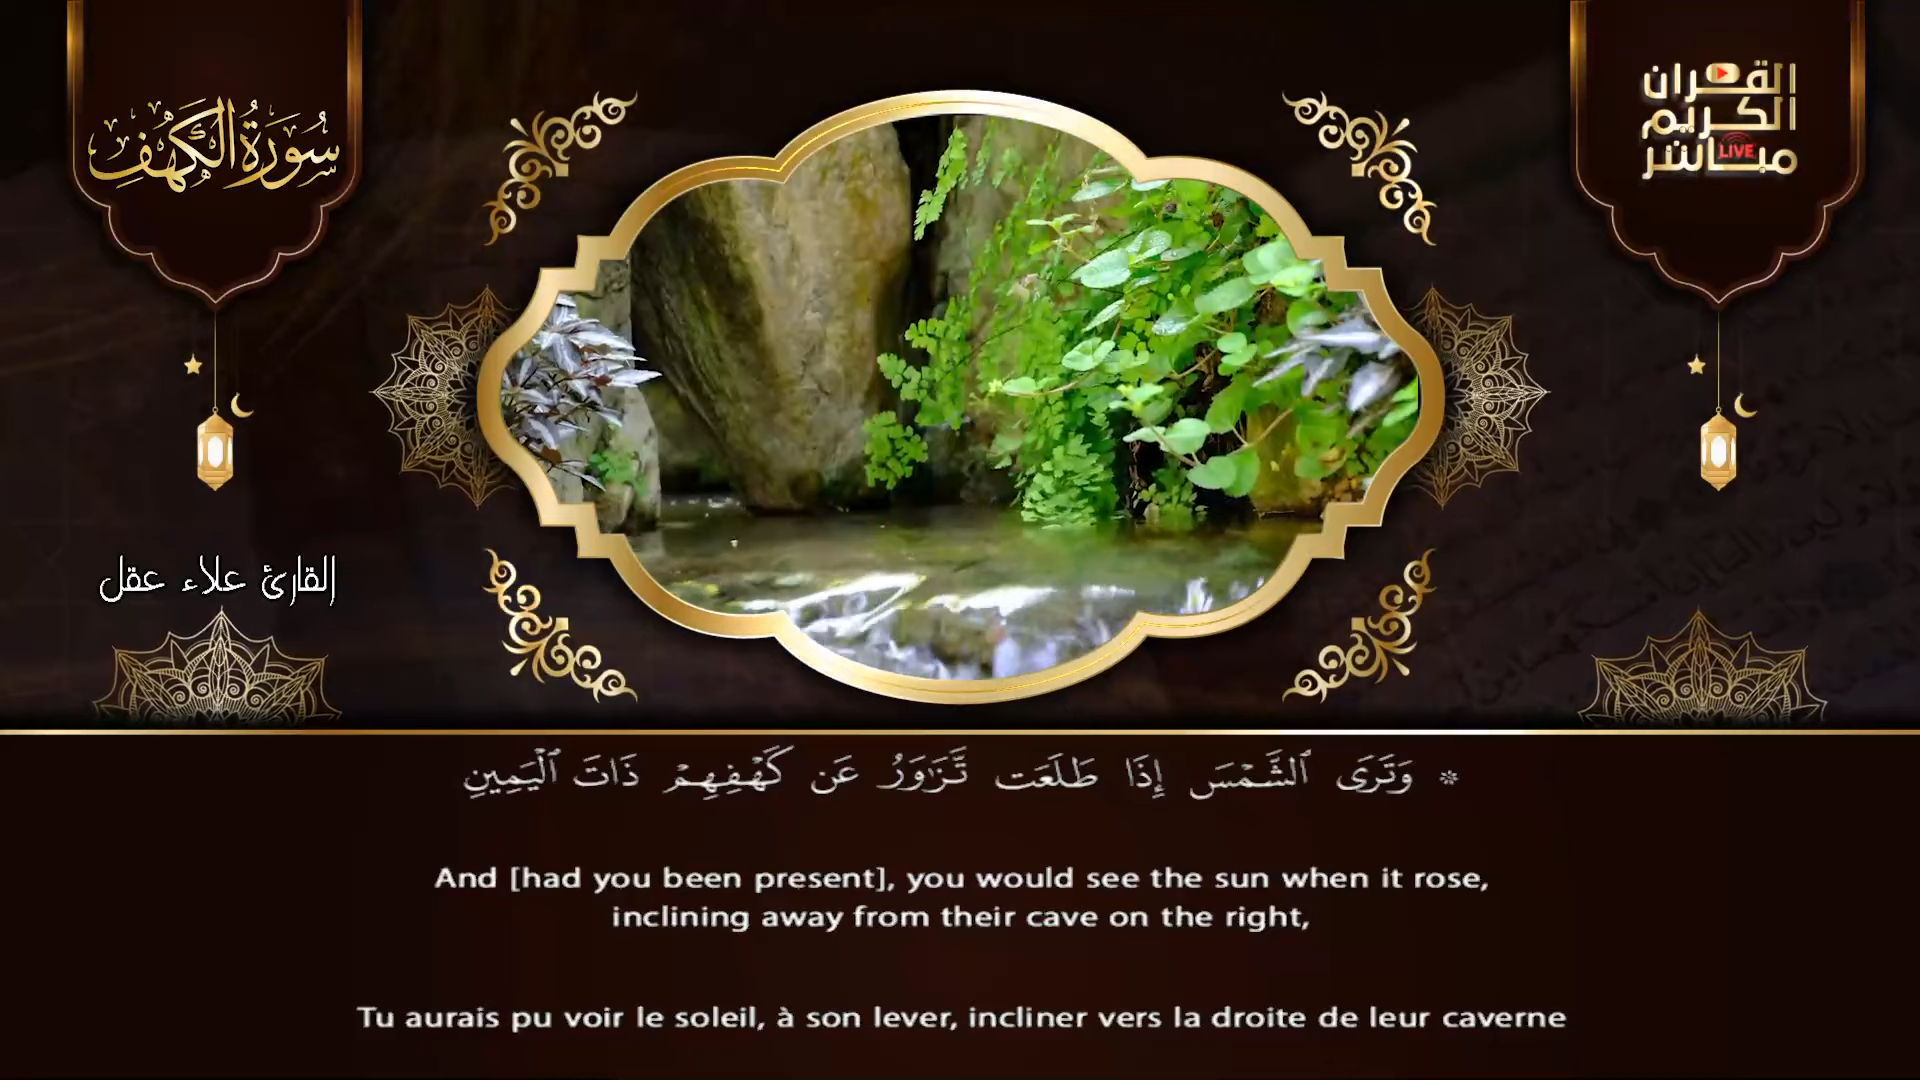 سُورَةُ الْكَهْفِ
القرآن
الكريم
مباشر
LIVE
القارئ علاء عقل
۞ وَتَرَى ٱلشَّمْسَ إِذَا طَلَعَت تَّزَٰوَرُ عَن كَهْفِهِمْ ذَاتَ ٱلْيَمِينِ
And [had you been present], you would see the sun when it rose,
inclining away from their cave on the right,
Tu aurais pu voir le soleil, à son lever, incliner vers la droite de leur caverne